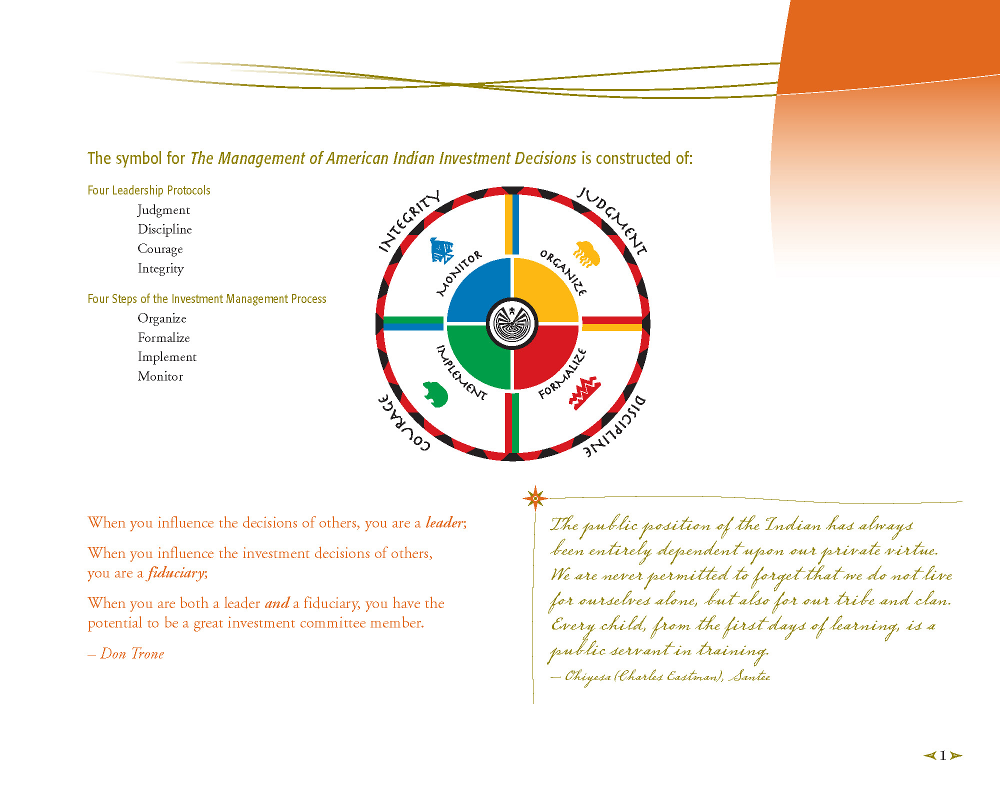 The symbol for The Management of American Indian Investment Decisions is constructed of:
Four Leadership Protocols
Judgment
Discipline
Courage
Integrity
Four Steps of the Investment Management Process
Organize
Formalize
Implement
Monitor
INTEGRITY
JUDGMENT
MONITOR
ORGANIZE
IMPLEMENT
FORMALIZE
COURAGE
DISCIPLINE
When you influence the decisions of others, you are a leader;
When you influence the investment decisions of others,
you are a fiduciary;
When you are both a leader and a fiduciary, you have the
potential to be a great investment committee member.
– Don Trone
The public position of the Indian has always
been entirely dependent upon our private virtue.
We are never permitted to forget that we do not live
for ourselves alone, but also for our tribe and clan.
Every child, from the first days of learning, is a
public servant in training.
– Ohiyesa (Charles Eastman), Santee
1